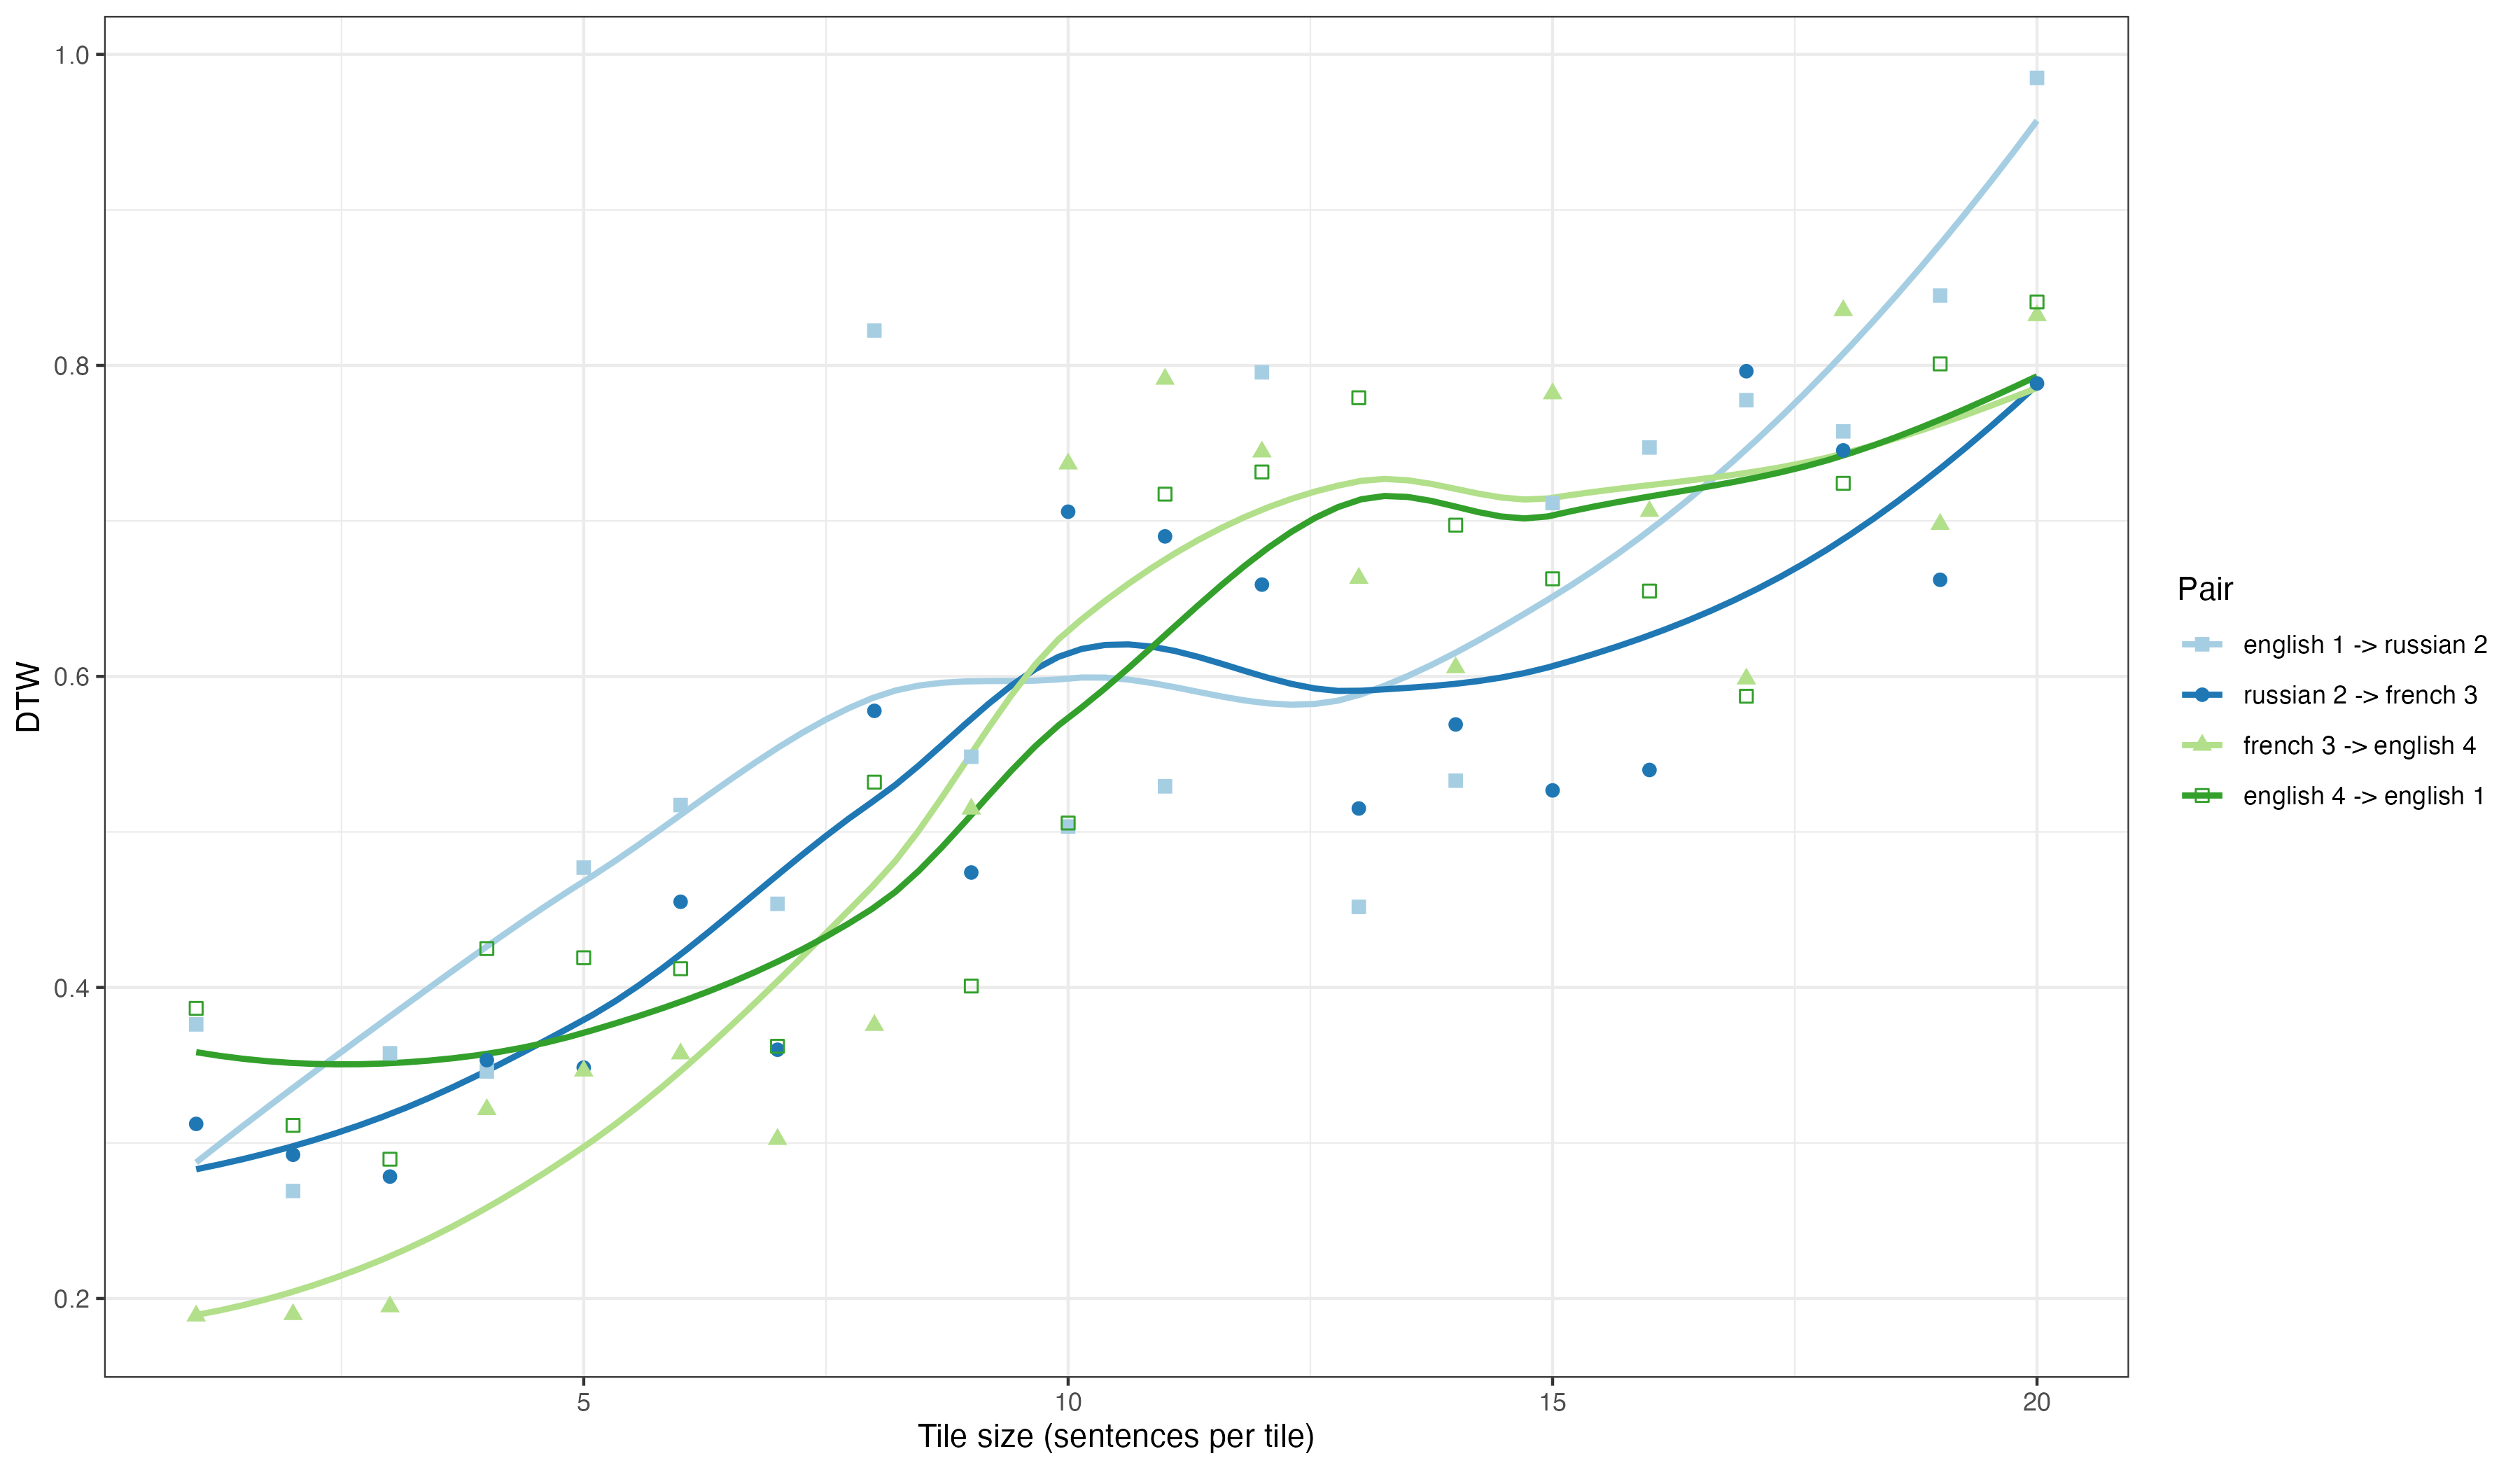 1.0
0.8
0.6
0.4
0.2
DTW
5 10 15 20
Tile size (sentences per tile)
Pair
english 1 -> russian 2
russian 2 -> french 3
french 3 -> english 4
english 4 -> english 1